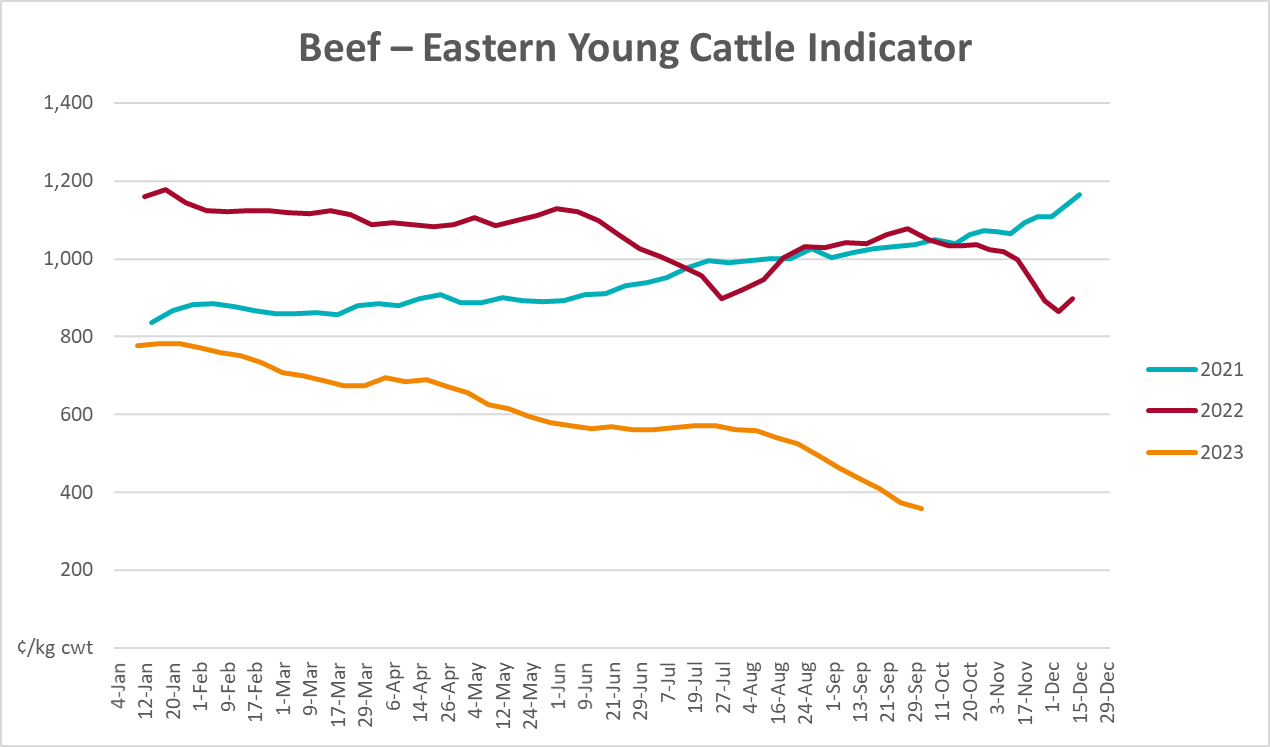 Beef – Eastern Young Cattle Indicator
1,400
1,200
1,000
800
600
400
200
¢/kg cwt
4-Jan
12-Jan
20-Jan
1-Feb
9-Feb
17-Feb
1-Mar
9-Mar
17-Mar
29-Mar
6-Apr
14-Apr
26-Apr
4-May
12-May
24-May
1-Jun
9-Jun
21-Jun
29-Jun
7-Jul
19-Jul
27-Jul
4-Aug
16-Aug
24-Aug
1-Sep
13-Sep
21-Sep
29-Sep
11-Oct
20-Oct
3-Nov
17-Nov
1-Dec
15-Dec
29-Dec
2021
2022
2023